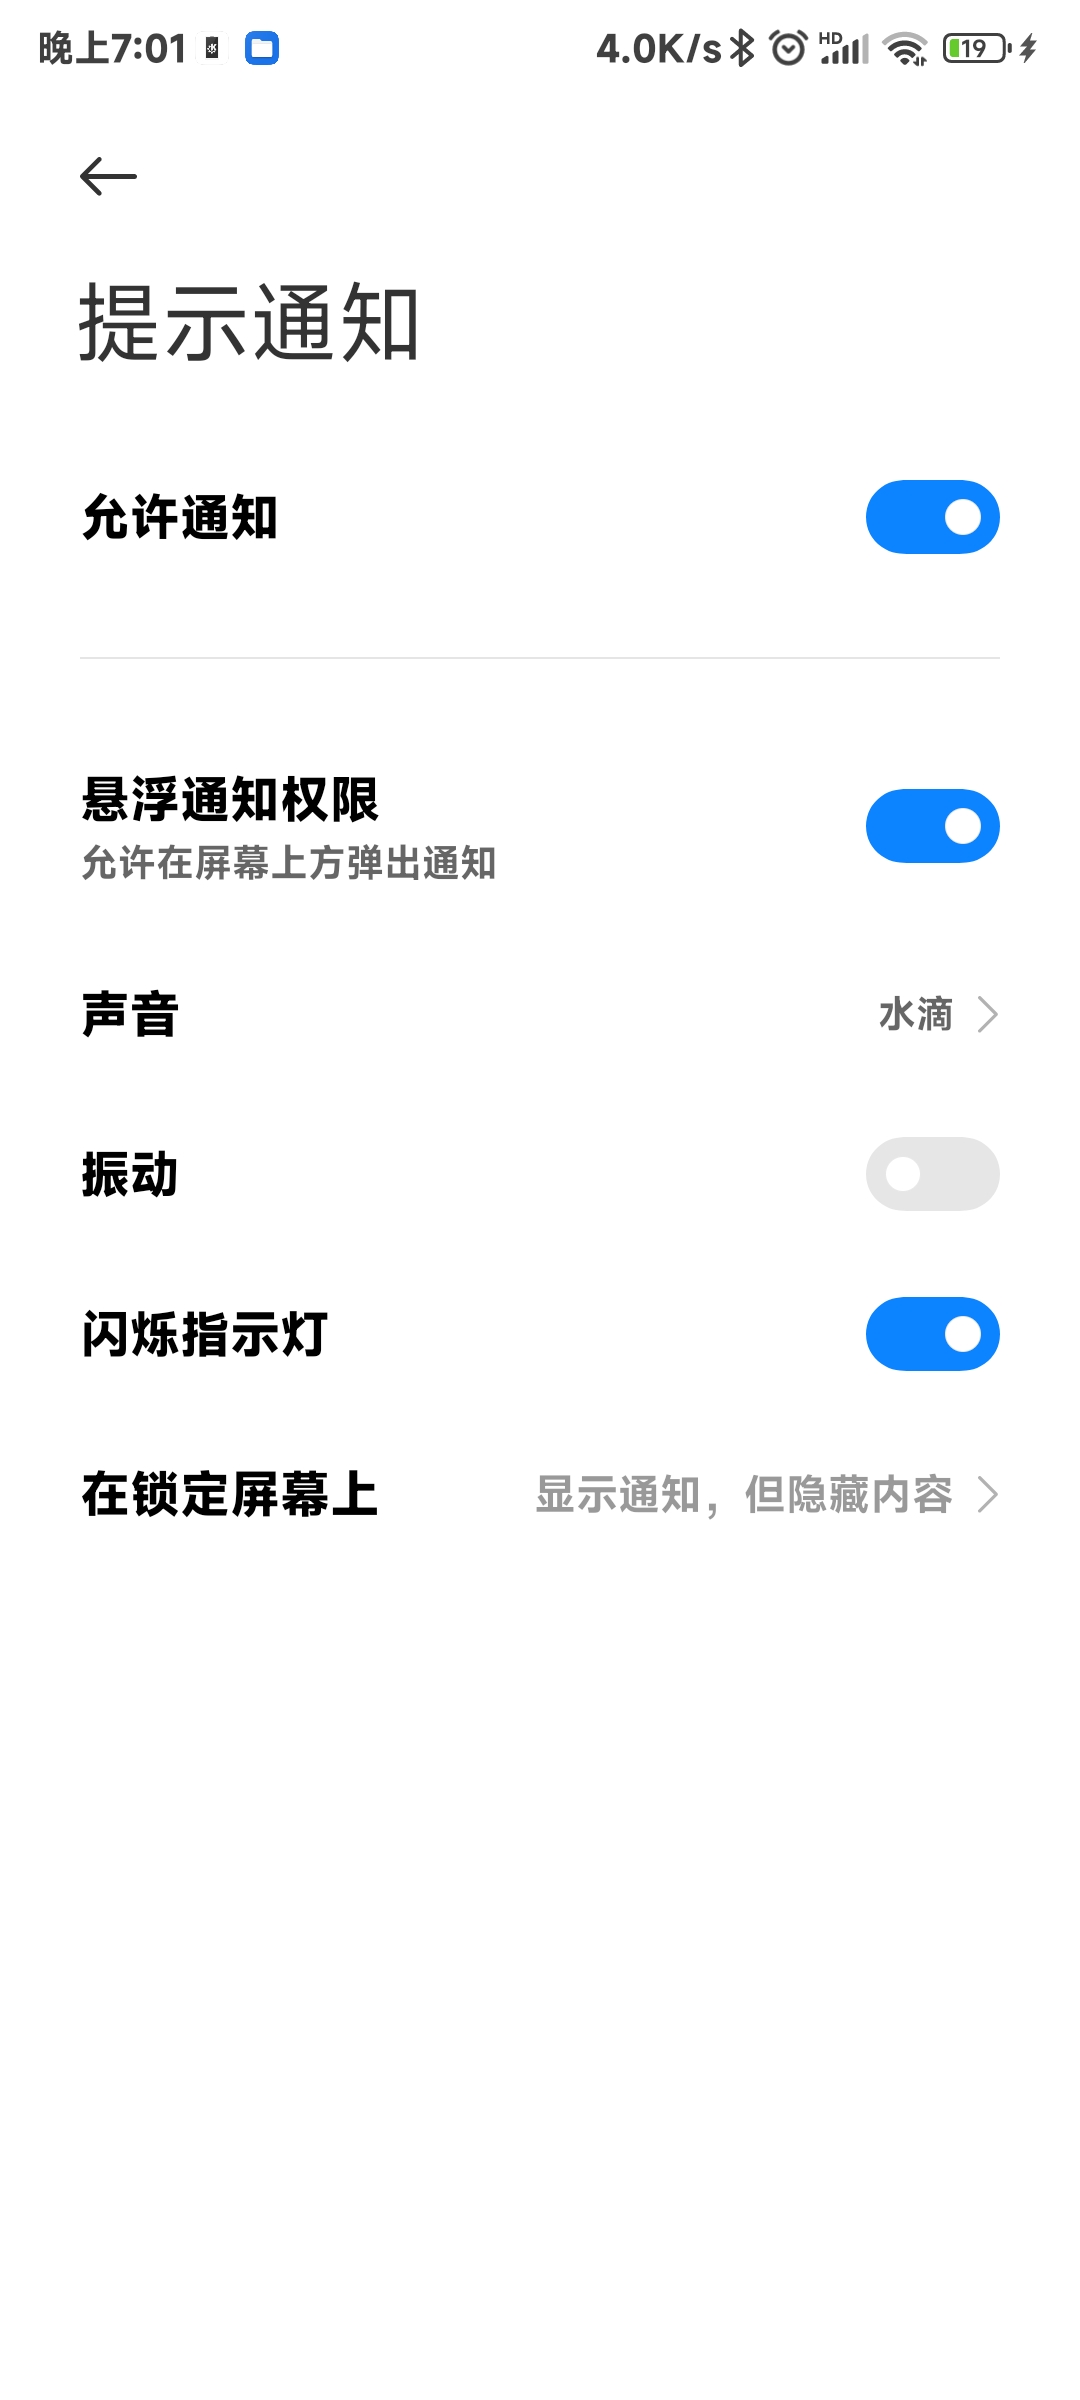 晚上7:01 4.0K/s HD 19
提示通知
允许通知
悬浮通知权限
允许在屏幕上方弹出通知
声音 水滴
振动
闪烁指示灯
在锁定屏幕上 显示通知，但隐藏内容